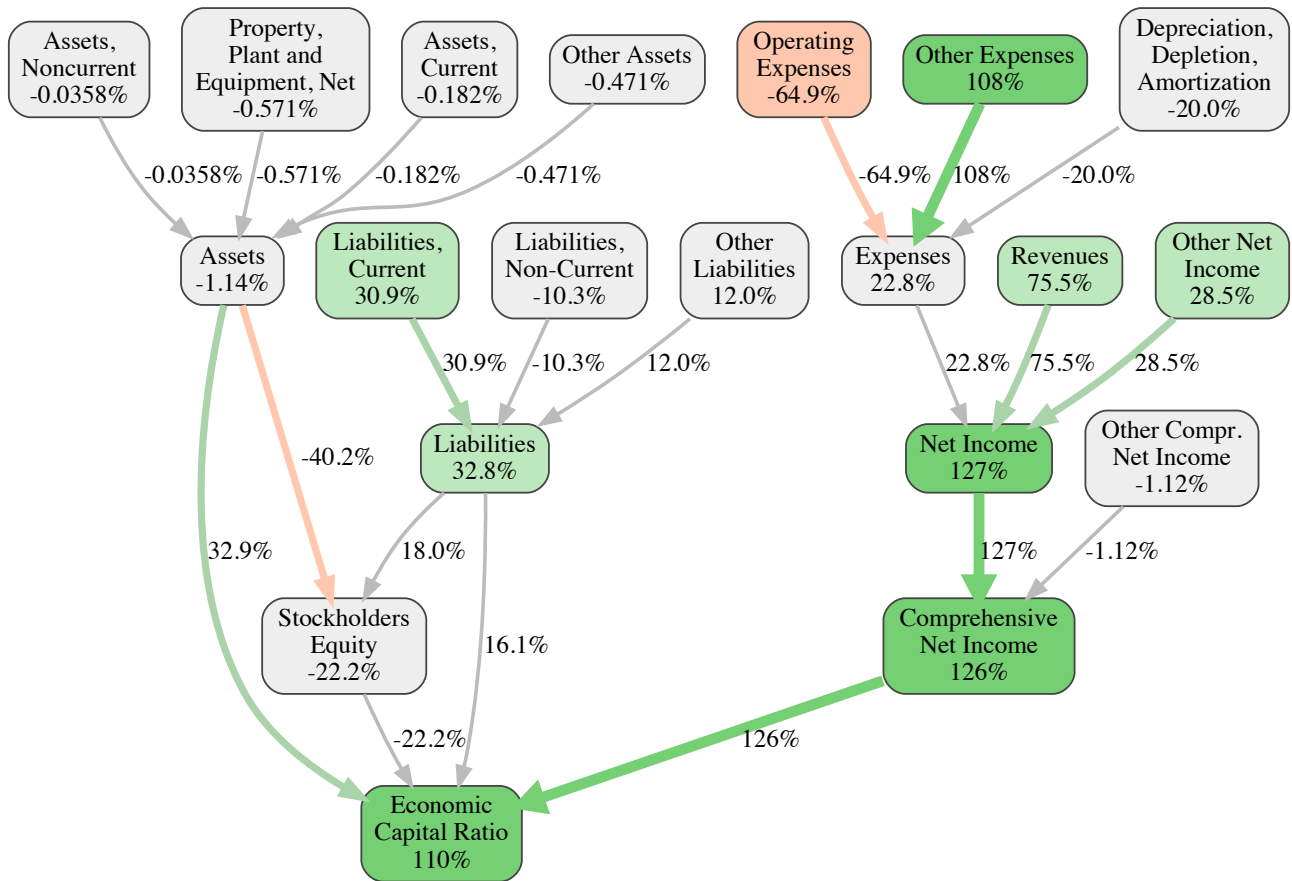 Assets,
Noncurrent
-0.0358%
Property,
Plant and
Equipment, Net
-0.571%
Assets,
Current
-0.182%
Other Assets
-0.471%
Operating
Expenses
-64.9%
Other Expenses
108%
Depreciation,
Depletion,
Amortization
-20.0%
-0.0358%
-0.571%
-0.182%
-0.471%
-64.9%
108%
-20.0%
Assets
-1.14%
Liabilities,
Current
30.9%
Liabilities,
Non-Current
-10.3%
Other
Liabilities
12.0%
Expenses
22.8%
Revenues
75.5%
Other Net
Income
28.5%
30.9%
-10.3%
12.0%
22.8%
75.5%
28.5%
-40.2%
Liabilities
32.8%
Net Income
127%
Other Compr.
Net Income
-1.12%
32.9%
18.0%
127%
-1.12%
Stockholders
Equity
-22.2%
16.1%
Comprehensive
Net Income
126%
-22.2%
126%
Economic
Capital Ratio
110%